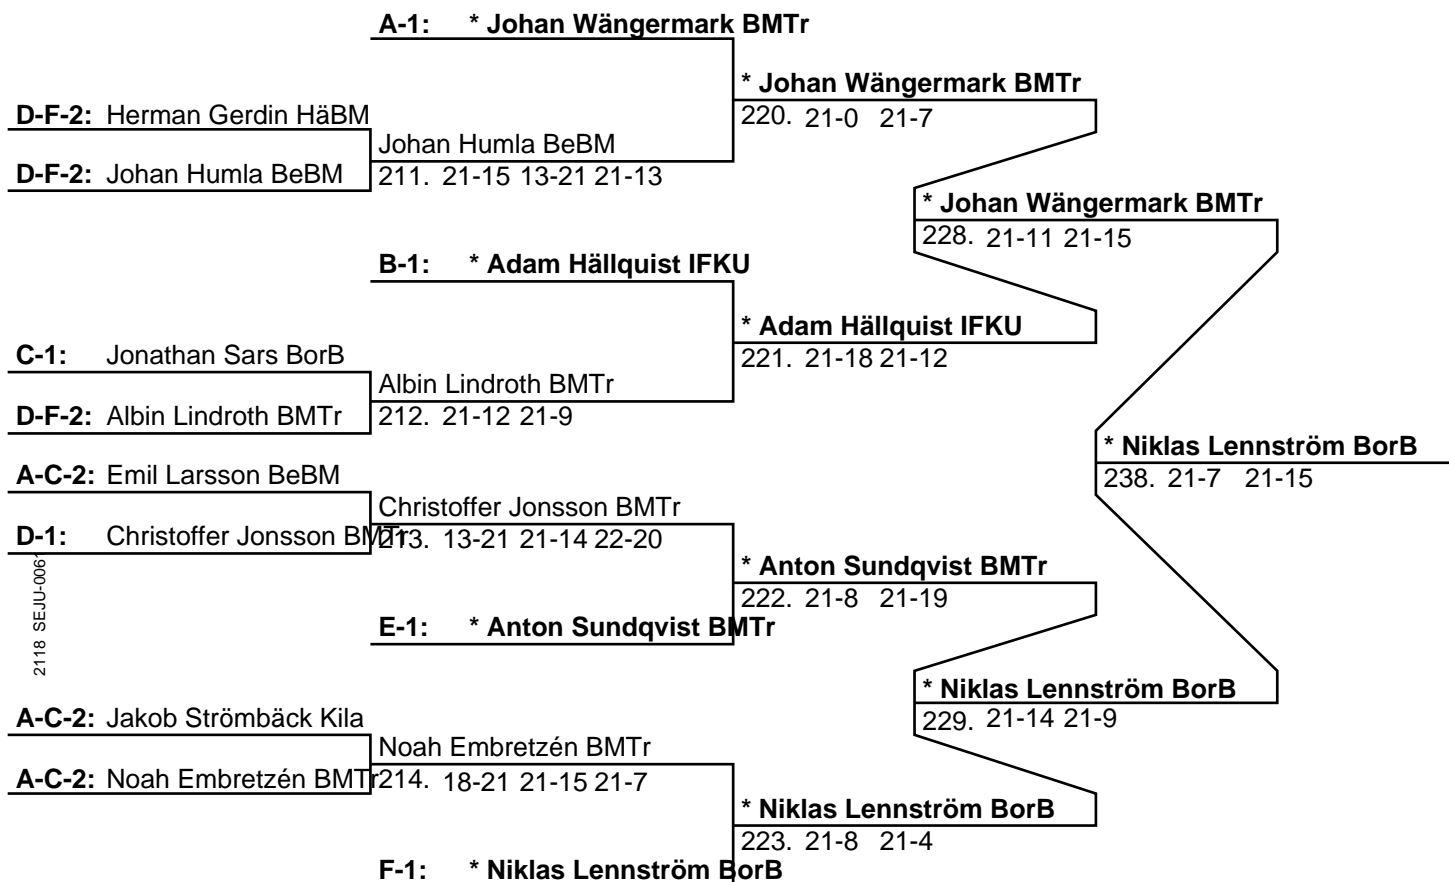 A-1: * Johan Wängermark BMTr
* Johan Wängermark BMTr
220. 21-0 21-7
D-F-2: Herman Gerdin HäBM
Johan Humla BeBM
D-F-2: Johan Humla BeBM
211. 21-15 13-21 21-13
* Johan Wängermark BMTr
228. 21-11 21-15
B-1: * Adam Hällquist IFKU
* Adam Hällquist IFKU
221. 21-18 21-12
C-1: Jonathan Sars BorB
Albin Lindroth BMTr
D-F-2: Albin Lindroth BMTr
212. 21-12 21-9
* Niklas Lennström BorB
238. 21-7 21-15
A-C-2: Emil Larsson BeBM
Christoffer Jonsson BMTr
D-1: Christoffer Jonsson BMTr
213. 13-21 21-14 22-20
* Anton Sundqvist BMTr
222. 21-8 21-19
E-1: * Anton Sundqvist BMTr
2118 SEJU-006
* Niklas Lennström BorB
229. 21-14 21-9
A-C-2: Jakob Strömbäck Kila
Noah Embretzén BMTr
A-C-2: Noah Embretzén BMTr
214. 18-21 21-15 21-7
* Niklas Lennström BorB
223. 21-8 21-4
F-1: * Niklas Lennström BorB